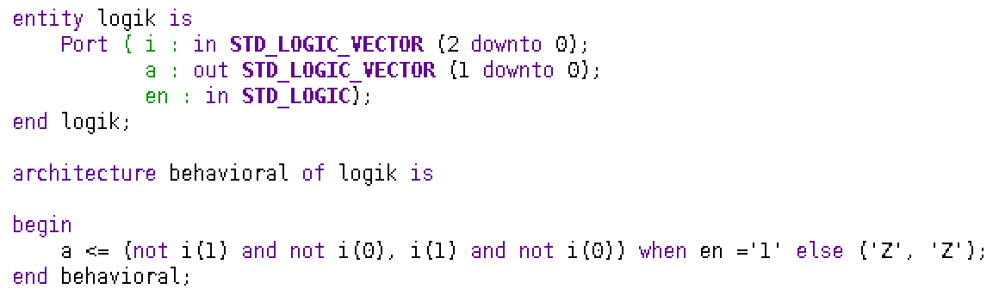 entity logik is
Port ( i : in STD_LOGIC_VECTOR (2 downto 0);
a : out STD_LOGIC_VECTOR (1 downto 0);
en : in STD_LOGIC);
end logik;
architecture behavioral of logik is
begin
a <= (not i(1) and not i(0), i(1) and not i(0)) when en ='1' else ('Z', 'Z');
end behavioral;